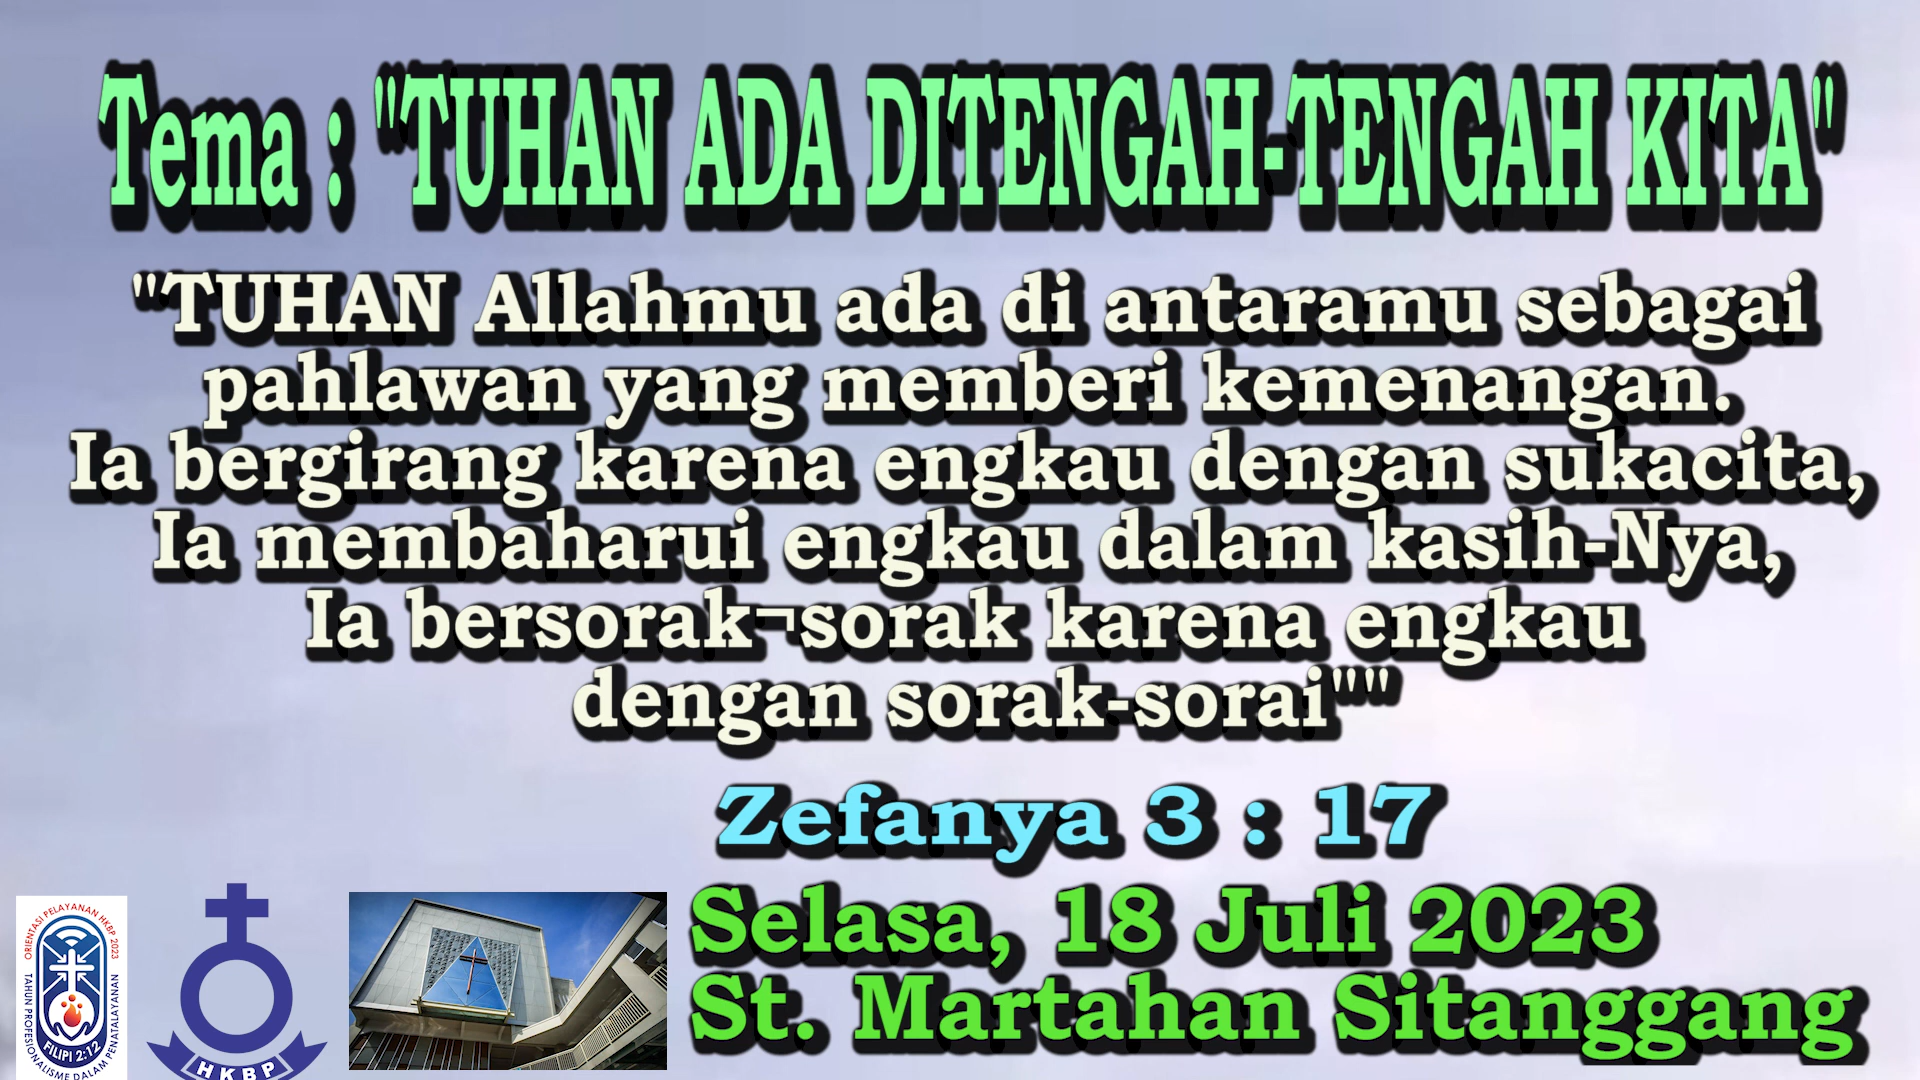 Tema : "TUHAN ADA DITENGAH-TENGAH KITA"
"TUHAN Allahmu ada di antaramu sebagai
pahlawan yang memberi kemenangan.
Ia bergirang karena engkau dengan sukacita,
Ia membaharui engkau dalam kasih-Nya,
Ia bersorak¬sorak karena engkau
dengan sorak-sorai""
Zefanya 3 : 17
Selasa, 18 Juli 2023
St. Martahan Sitanggang
ORIENTASI PELAYANAN HKBP 2023
TAHUN PROFESSIONALISME DALAM PENATALAYANAN
FILIPI 2:12
HKBP